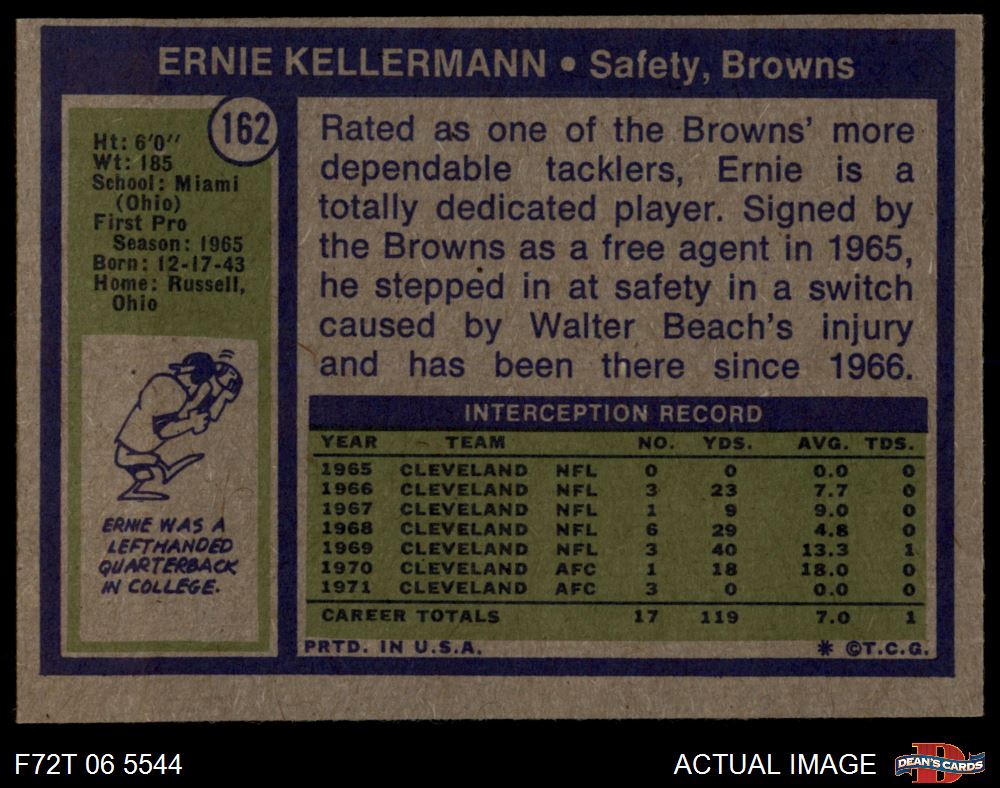 ERNIE KELLERMANN • Safety, Browns
162
Ht: 6'0''
Wt: 185
School: Miami
(Ohio)
First Pro
Season: 1965
Born: 12-17-43
Home: Russell,
Ohio
ERNIE WAS A
LEFTHANDED
QUARTERBACK
IN COLLEGE.
Rated as one of the Browns' more
dependable tacklers, Ernie is a
totally dedicated player. Signed by
the Browns as a free agent in 1965,
he stepped in at safety in a switch
caused by Walter Beach's injury
and has been there since 1966.
INTERCEPTION RECORD
YEAR TEAM NO. YDS. AVG. TDS.
1965 CLEVELAND NFL 0 0 0.0 0
1966 CLEVELAND NFL 3 23 7.7 0
1967 CLEVELAND NFL 1 9 9.0 0
1968 CLEVELAND NFL 6 29 4.8 0
1969 CLEVELAND NFL 3 40 13.3 1
1970 CLEVELAND AFC 1 18 18.0 0
1971 CLEVELAND AFC 3 0 0.0 0
CAREER TOTALS 17 119 7.0 1
PRTD. IN U.S.A. * ©T.C.G.
F72T 06 5544 ACTUAL IMAGE
DEAN'S CARDS